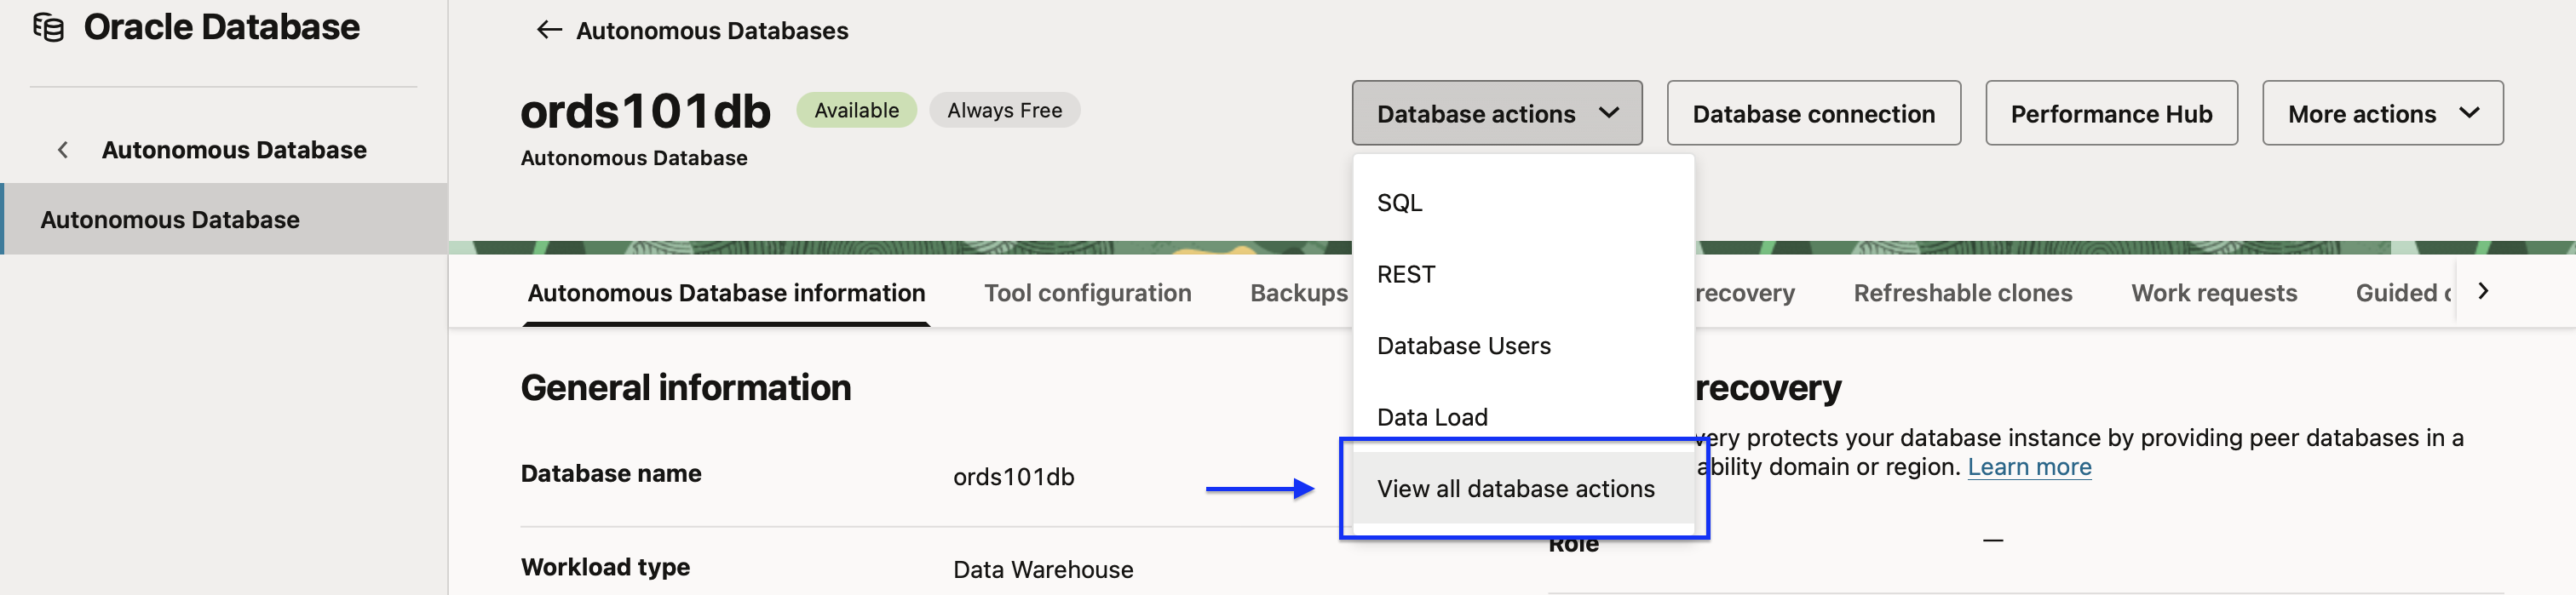 Oracle Database
Autonomous Databases
ords101db
Available
Always Free
Database actions
Database connection
Performance Hub
More actions
Autonomous Database
Autonomous Database
Autonomous Database
SQL
REST
Database Users
Data Load
View all database actions
Autonomous Database information
Tool configuration
Backups
recovery
Refreshable clones
Work requests
Guided
General information
recovery
very protects your database instance by providing peer databases in a
ability domain or region. Learn more
Database name
ords101db
Role
—
Workload type
Data Warehouse